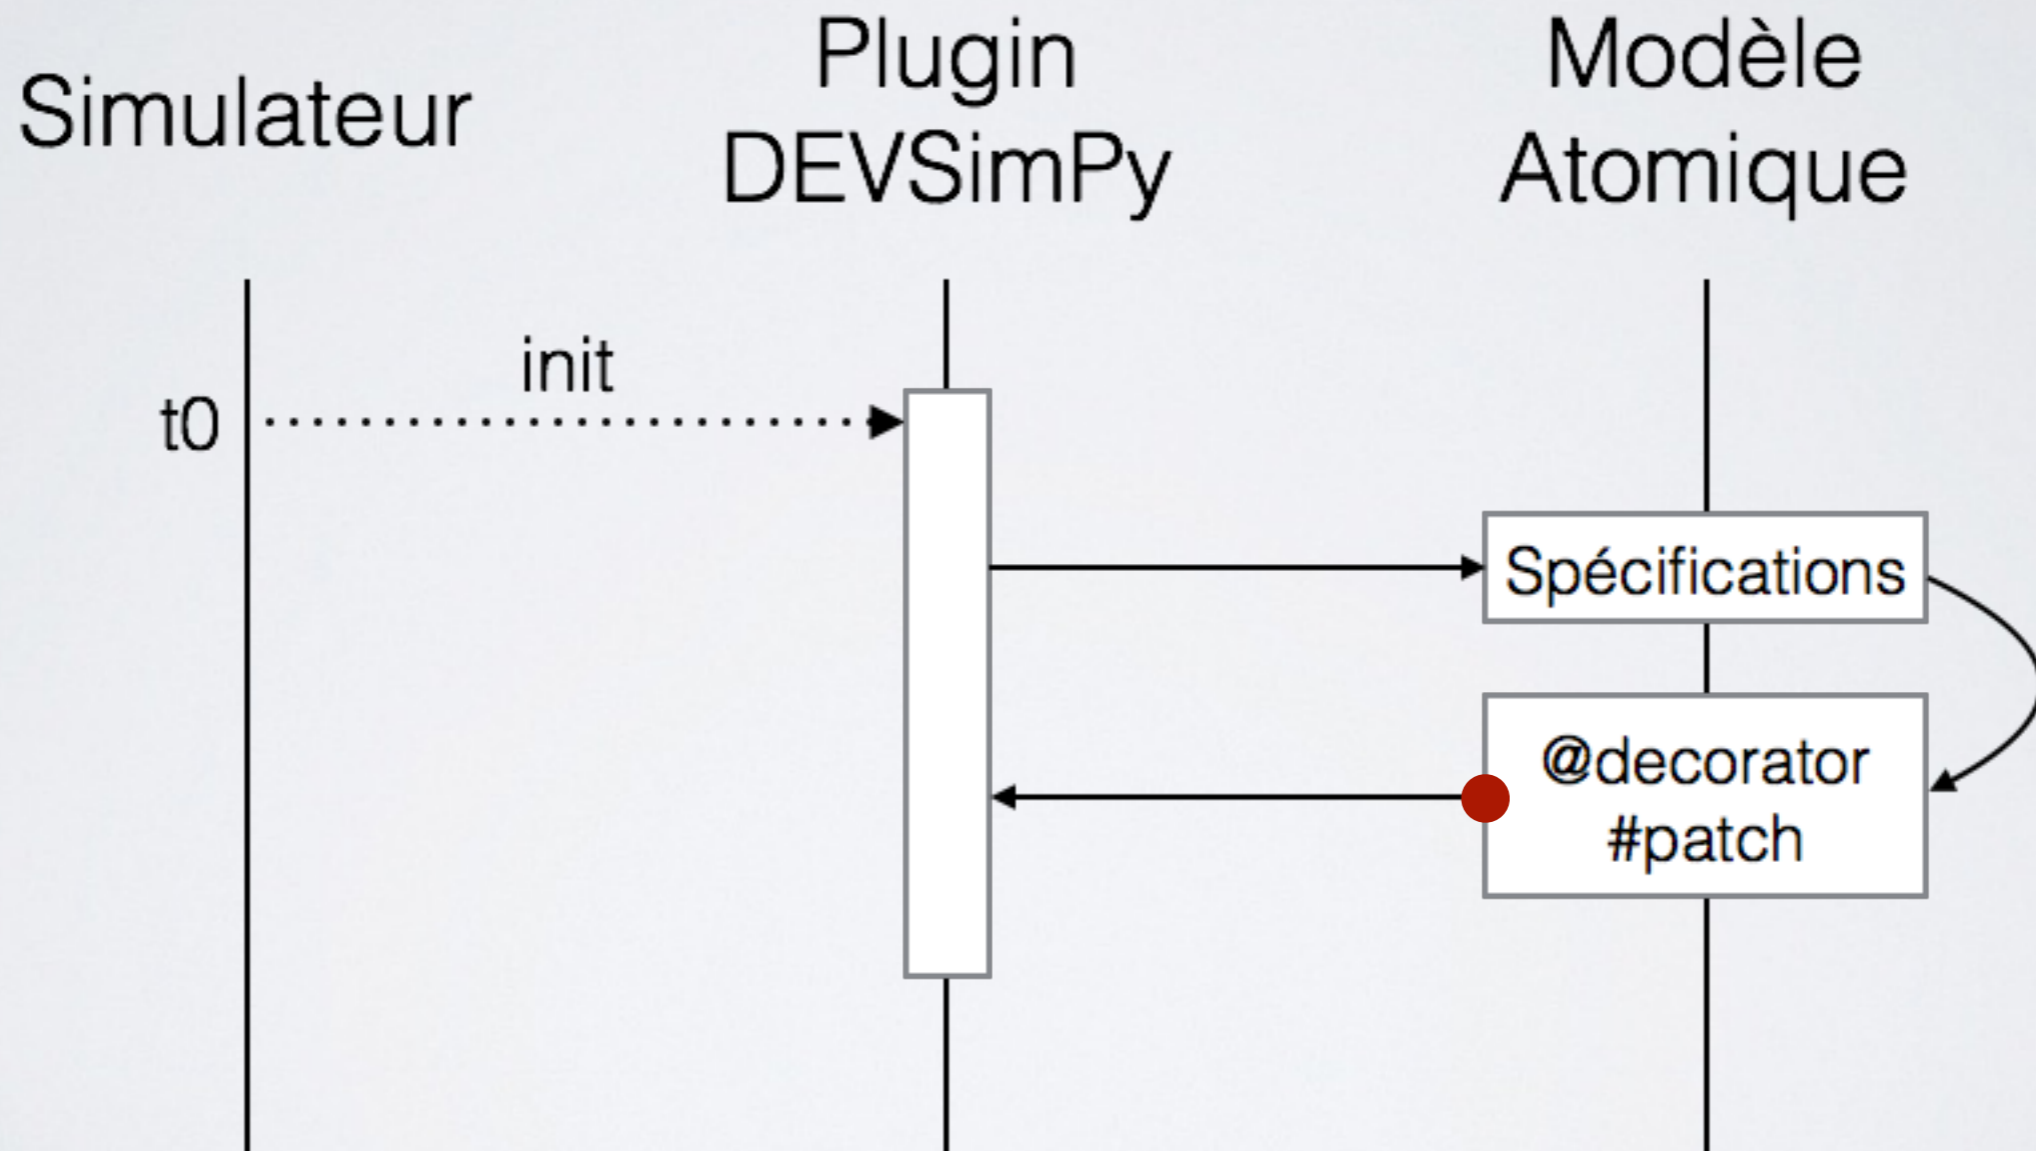 Simulateur
Plugin
DEVSimPy
Modèle
Atomique
init
t0
Spécifications
@decorator
#patch